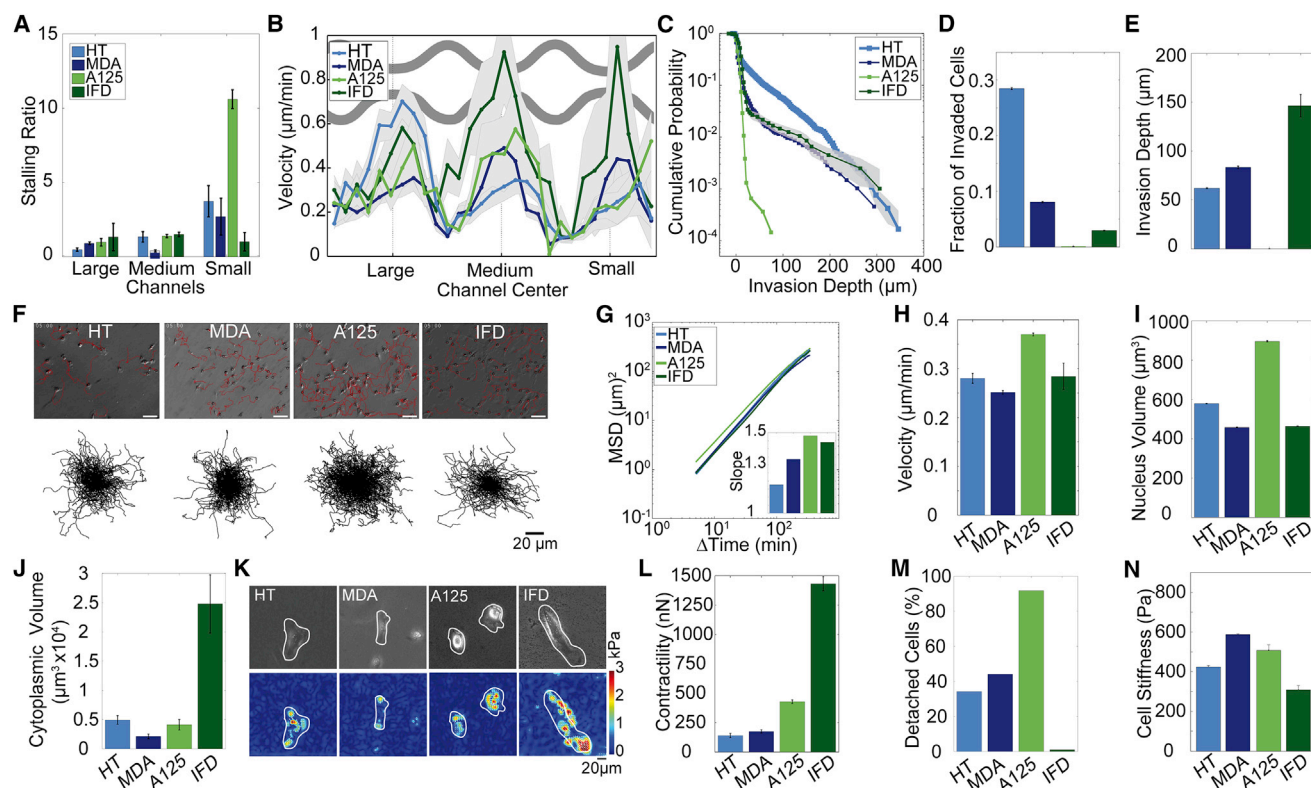 A
Stalling Ratio
15
10
5
0
HT
MDA
A125
IFD
Large Medium Small
Channels
B
Velocity (µm/min)
1
0.8
0.6
0.4
0.2
0
HT
MDA
A125
IFD
Large Medium Small
Channel Center
C
Cumulative Probability
10⁰
10⁻¹
10⁻²
10⁻³
10⁻⁴
HT
MDA
A125
IFD
0 100 200 300 400
Invasion Depth (µm)
D
Fraction of Invaded Cells
0.3
0.2
0.1
0
E
Invasion Depth (µm)
200
150
100
50
0
F
HT MDA A125 IFD
20 µm
G
MSD (µm)²
10³
10²
10¹
10⁰
10⁻¹
HT
MDA
A125
IFD
Slope
1.5
1.3
1
10⁰ 10¹ 10²
ΔTime (min)
H
Velocity (µm/min)
0.4
0.3
0.2
0.1
0
HT MDA A125 IFD
I
Nucleus Volume (µm³)
1000
800
600
400
200
0
HT MDA A125 IFD
J
Cytoplasmic Volume
(µm³ x10⁴)
3
2.5
2
1.5
1
0.5
0
HT MDA A125 IFD
K
HT MDA A125 IFD
kPa
3
2
1
0
20µm
L
Contractility (nN)
1500
1250
1000
750
500
250
0
HT MDA A125 IFD
M
Detached Cells (%)
100
80
60
40
20
0
HT MDA A125 IFD
N
Cell Stiffness (Pa)
800
600
400
200
0
HT MDA A125 IFD